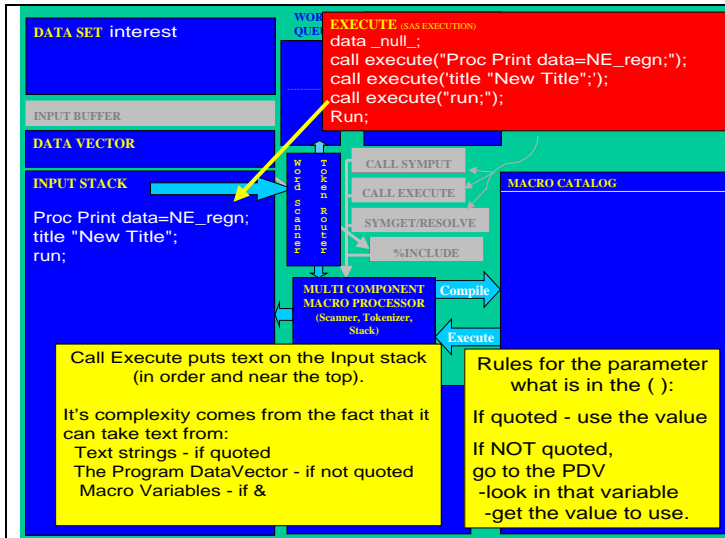 DATA SET interest
WOR
QUEU
EXECUTE (SAS EXECUTION)
data _null_;
call execute("Proc Print data=NE_regn;");
call execute('title "New Title";');
call execute("run;");
Run;
INPUT BUFFER
DATA VECTOR
INPUT STACK
Proc Print data=NE_regn;
title "New Title";
run;
Word Scanner
Token Router
CALL SYMPUT
CALL EXECUTE
SYMGET/RESOLVE
%INCLUDE
MACRO CATALOG
MULTI COMPONENT
MACRO PROCESSOR
(Scanner, Tokenizer,
Stack)
Compile
Execute
Call Execute puts text on the Input stack
(in order and near the top).
It's complexity comes from the fact that it
can take text from:
Text strings - if quoted
The Program DataVector - if not quoted
Macro Variables - if &
Rules for the parameter
what is in the ( ):
If quoted - use the value
If NOT quoted,
go to the PDV
-look in that variable
-get the value to use.